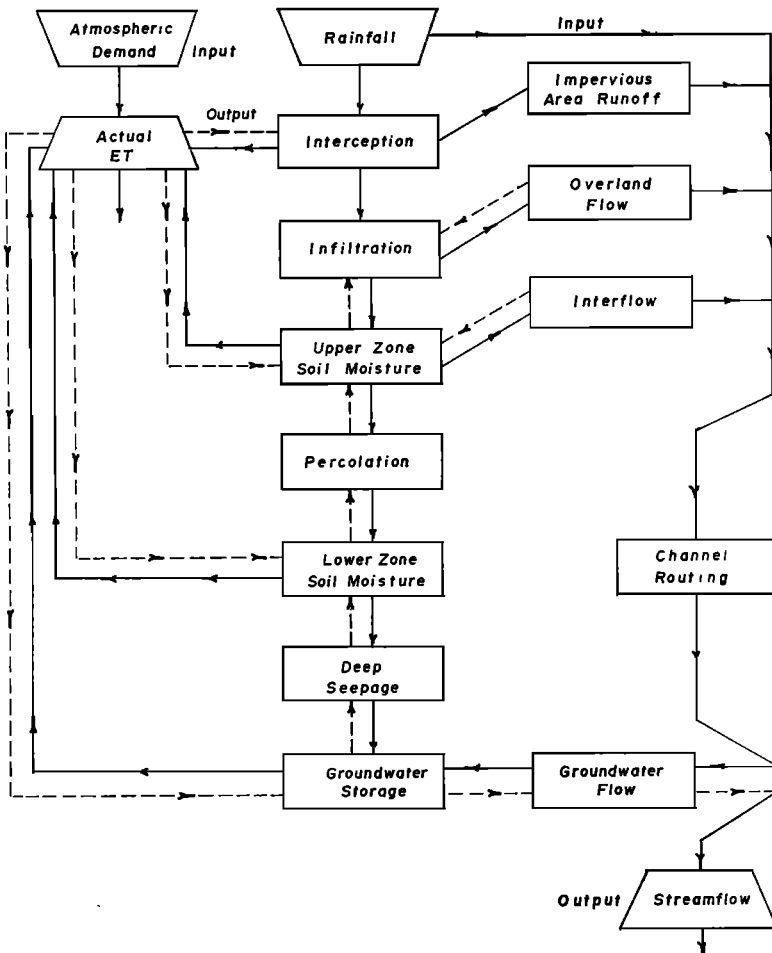 Atmospheric
Demand
Input
Rainfall
Input
Impervious
Area Runoff
Output
Actual
ET
Interception
Overland
Flow
Infiltration
Interflow
Upper Zone
Soil Moisture
Percolation
Channel
Routing
Lower Zone
Soil Moisture
Deep
Seepage
Groundwater
Storage
Groundwater
Flow
Output
Streamflow